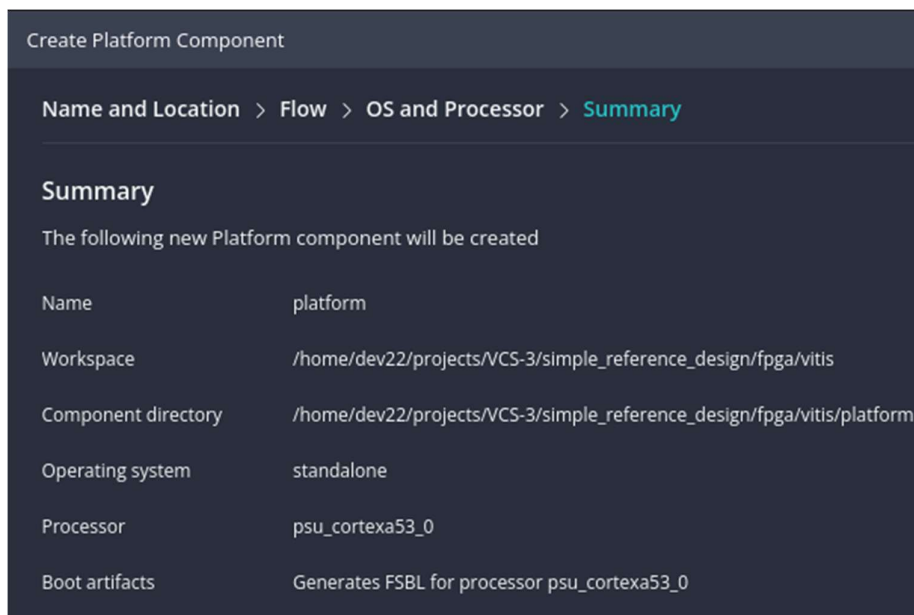 Create Platform Component
Name and Location > Flow > OS and Processor > Summary
Summary
The following new Platform component will be created
Name platform
Workspace /home/dev22/projects/VCS-3/simple_reference_design/fpga/vitis
Component directory /home/dev22/projects/VCS-3/simple_reference_design/fpga/vitis/platform
Operating system standalone
Processor psu_cortexa53_0
Boot artifacts Generates FSBL for processor psu_cortexa53_0